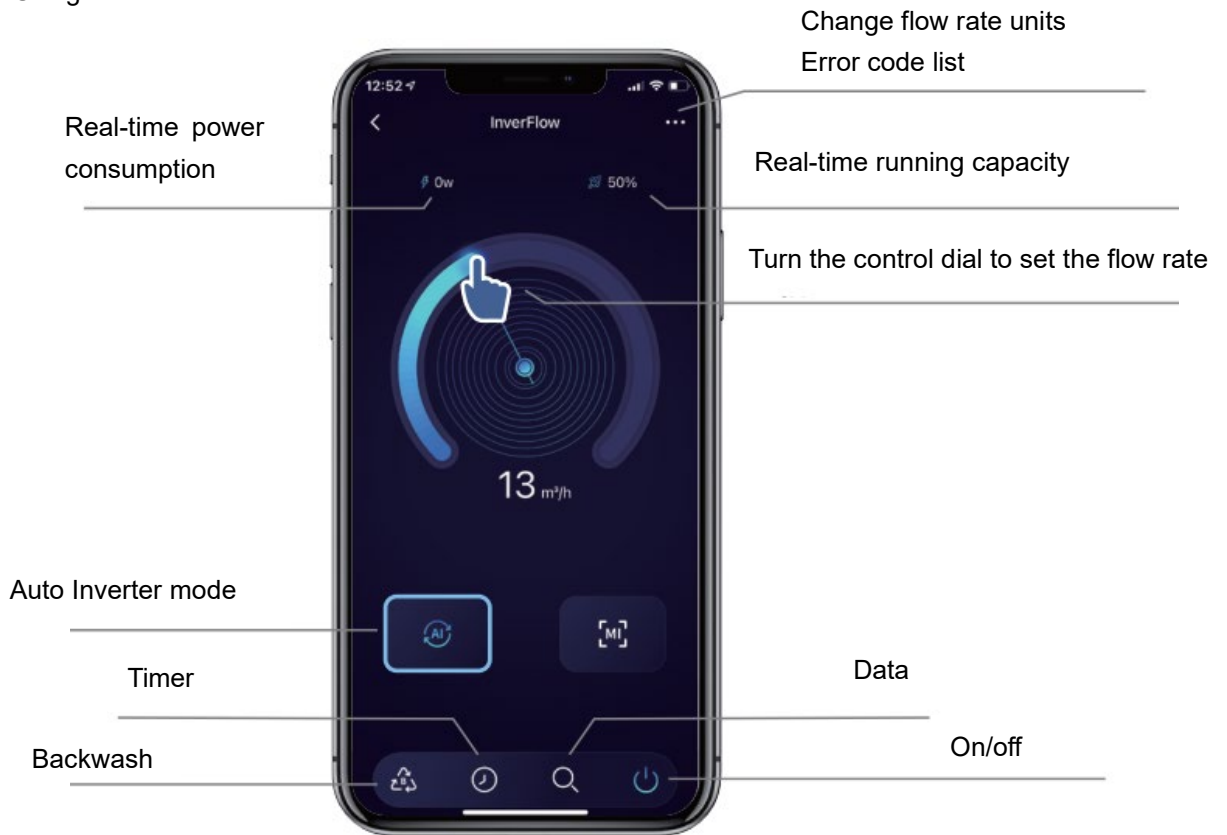 Change flow rate units
Error code list
12:52
InverFlow
Real-time power
consumption
0w
50%
Real-time running capacity
Turn the control dial to set the flow rate
13 m³/h
Auto Inverter mode
AI
MI
Timer
Data
Backwash
On/off